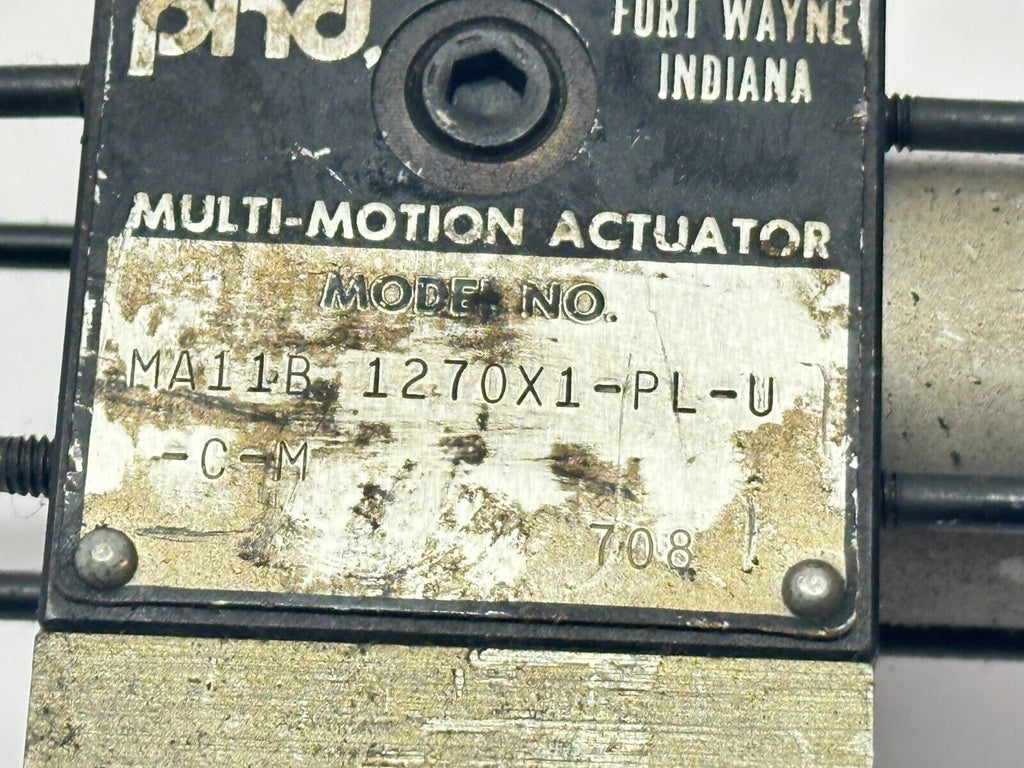 phd,
FORT WAYNE
INDIANA
MULTI-MOTION ACTUATOR
MODEL NO.
MA11B 1270X1-PL-U
-C-M
708